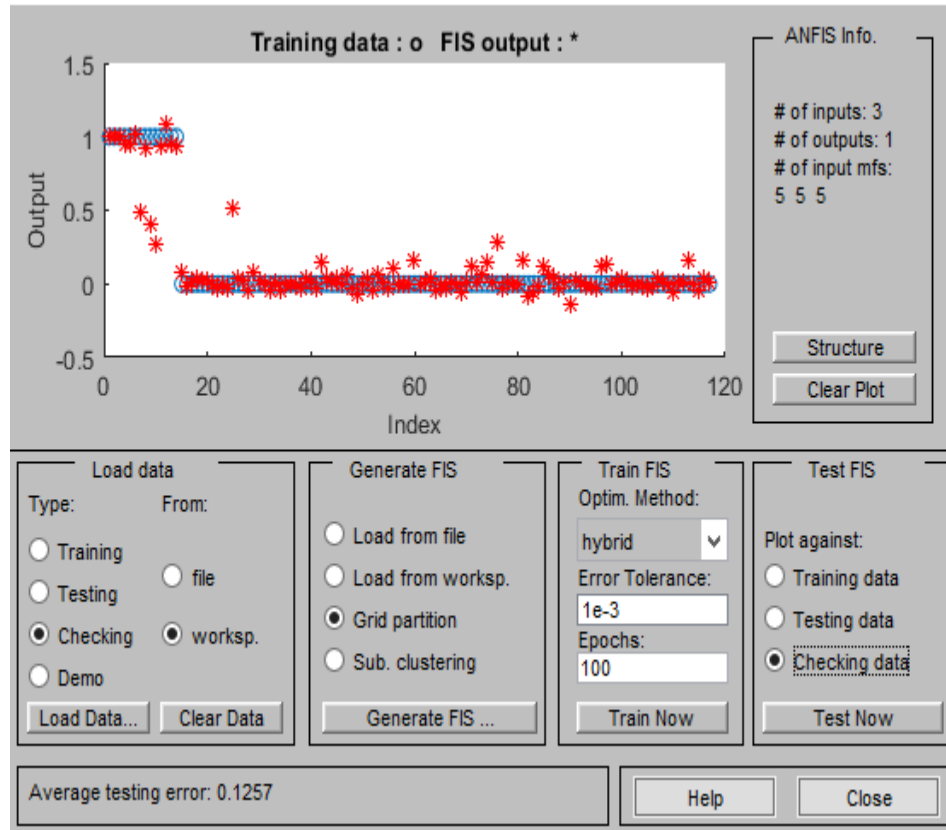 Training data : o   FIS output : *
1.5
1
0.5
0
-0.5
Output
0 20 40 60 80 100 120
Index
ANFIS Info.
# of inputs: 3
# of outputs: 1
# of input mfs:
5 5 5
Structure
Clear Plot
Load data
Type: From:
Training
Testing
Checking
Demo
file
worksp.
Load Data...
Clear Data
Generate FIS
Load from file
Load from worksp.
Grid partition
Sub. clustering
Generate FIS ...
Train FIS
Optim. Method:
hybrid
Error Tolerance:
1e-3
Epochs:
100
Train Now
Test FIS
Plot against:
Training data
Testing data
Checking data
Test Now
Average testing error: 0.1257
Help
Close